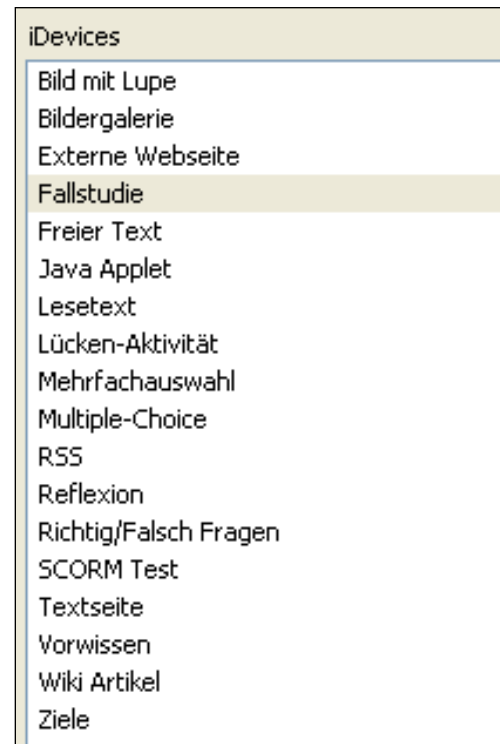 iDevices
Bild mit Lupe
Bildergalerie
Externe Webseite
Fallstudie
Freier Text
Java Applet
Lesetext
Lücken-Aktivität
Mehrfachauswahl
Multiple-Choice
RSS
Reflexion
Richtig/Falsch Fragen
SCORM Test
Textseite
Vorwissen
Wiki Artikel
Ziele